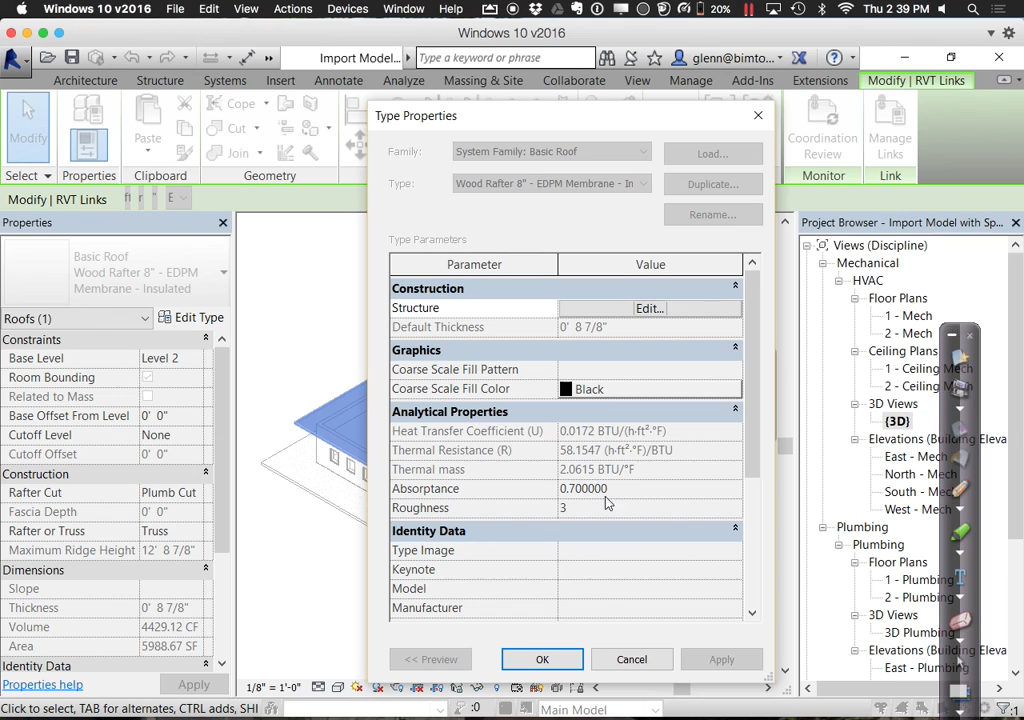 Windows 10 v2016 File Edit View Actions Devices Window Help 20% Thu 2 39 PM
Windows 10 v2016
Import Model... Type a keyword or phrase glenn@bimto...
Architecture Structure Systems Insert Annotate Analyze Massing & Site Collaborate View Manage Add-Ins Extensions Modify | RVT Links
Modify Paste Cope Cut Join Coordination Review Manage Links
Select Properties Clipboard Geometry Monitor Link
Modify | RVT Links
Properties
Basic Roof
Wood Rafter 8" - EDPM
Membrane - Insulated
Roofs (1) Edit Type
Constraints
Base Level Level 2
Room Bounding
Related to Mass
Base Offset From Level 0' 0"
Cutoff Level None
Cutoff Offset 0' 0"
Construction
Rafter Cut Plumb Cut
Fascia Depth 0' 0"
Rafter or Truss Truss
Maximum Ridge Height 12' 8 7/8"
Dimensions
Slope
Thickness 0' 8 7/8"
Volume 4429.12 CF
Area 5988.67 SF
Identity Data
Properties help Apply
Type Properties
Family: System Family: Basic Roof Load...
Type: Wood Rafter 8" - EDPM Membrane - In Duplicate...
Rename...
Type Parameters
Parameter Value
Construction
Structure Edit...
Default Thickness 0' 8 7/8"
Graphics
Coarse Scale Fill Pattern
Coarse Scale Fill Color Black
Analytical Properties
Heat Transfer Coefficient (U) 0.0172 BTU/(h·ft²·°F)
Thermal Resistance (R) 58.1547 (h·ft²·°F)/BTU
Thermal mass 2.0615 BTU/°F
Absorptance 0.700000
Roughness 3
Identity Data
Type Image
Keynote
Model
Manufacturer
<< Preview OK Cancel Apply
Project Browser - Import Model with Sp...
Views (Discipline)
Mechanical
HVAC
Floor Plans
1 - Mech
2 - Mech
Ceiling Plans
1 - Ceiling Mech
2 - Ceiling Mech
3D Views
{3D}
Elevations (Building Eleva
East - Mech
North - Mech
South - Mec
West - Mech
Plumbing
Plumbing
Floor Plans
1 - Plumbing
2 - Plumbing
3D Views
3D Plumbing
Elevations (Building Eleva
East - Plumbing
1/8" = 1'-0"
Click to select, TAB for alternates, CTRL adds, SHI :0 Main Model :1